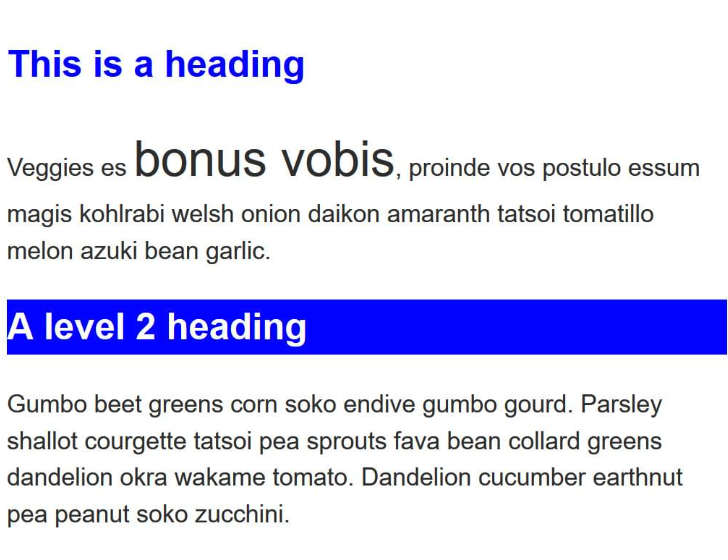 This is a heading
Veggies es bonus vobis, proinde vos postulo essum
magis kohlrabi welsh onion daikon amaranth tatsoi tomatillo
melon azuki bean garlic.
A level 2 heading
Gumbo beet greens corn soko endive gumbo gourd. Parsley
shallot courgette tatsoi pea sprouts fava bean collard greens
dandelion okra wakame tomato. Dandelion cucumber earthnut
pea peanut soko zucchini.